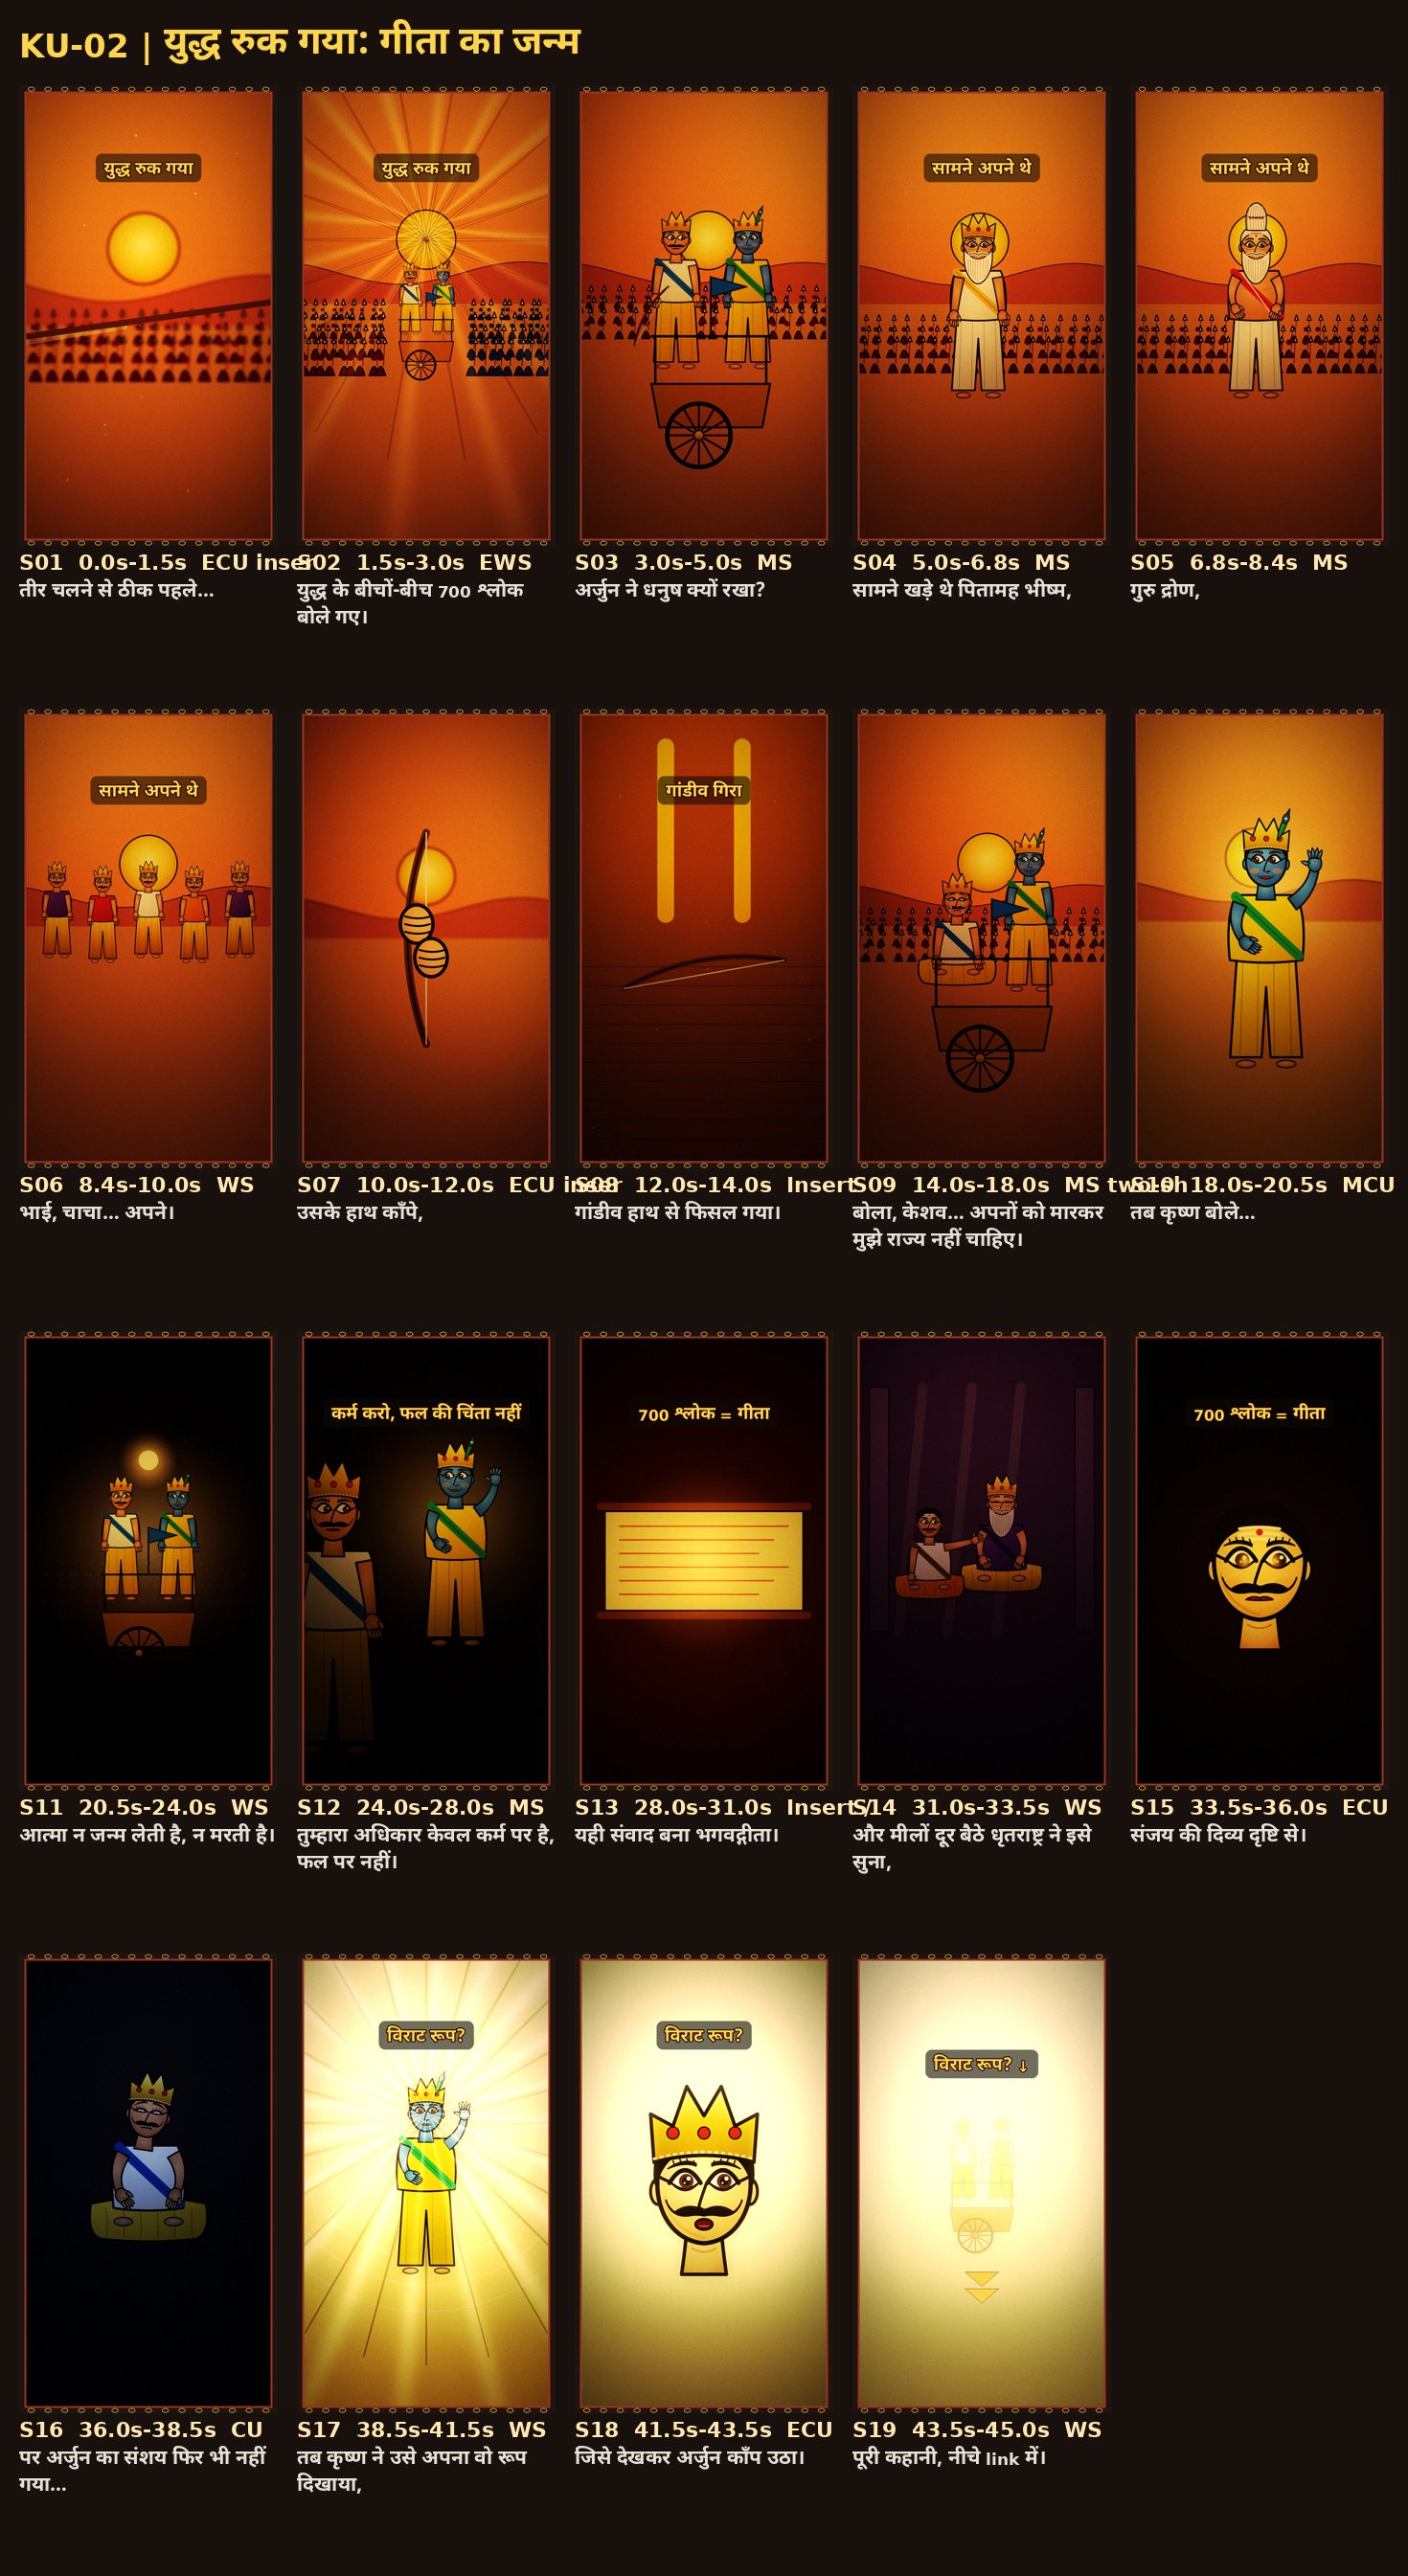 KU-02 | युद्ध रुक गया: गीता का जन्म
युद्ध रुक गया
युद्ध रुक गया
सामने अपने थे
सामने अपने थे
S01 0.0s-1.5s ECU inser
तीर चलने से ठीक पहले...
S02 1.5s-3.0s EWS
युद्ध के बीचों-बीच 700 श्लोक
बोले गए।
S03 3.0s-5.0s MS
अर्जुन ने धनुष क्यों रखा?
S04 5.0s-6.8s MS
सामने खड़े थे पितामह भीष्म,
S05 6.8s-8.4s MS
गुरु द्रोण,
सामने अपने थे
गांडीव गिरा
S06 8.4s-10.0s WS
भाई, चाचा... अपने।
S07 10.0s-12.0s ECU inser
उसके हाथ काँपे,
S08 12.0s-14.0s Insert
गांडीव हाथ से फिसल गया।
S09 14.0s-18.0s MS two-sh
बोला, केशव... अपनों को मारकर
मुझे राज्य नहीं चाहिए।
S10 18.0s-20.5s MCU
तब कृष्ण बोले...
कर्म करो, फल की चिंता नहीं
700 श्लोक = गीता
700 श्लोक = गीता
S11 20.5s-24.0s WS
आत्मा न जन्म लेती है, न मरती है।
S12 24.0s-28.0s MS
तुम्हारा अधिकार केवल कर्म पर है,
फल पर नहीं।
S13 28.0s-31.0s Insert /
यही संवाद बना भगवद्गीता।
S14 31.0s-33.5s WS
और मीलों दूर बैठे धृतराष्ट्र ने इसे
सुना,
S15 33.5s-36.0s ECU
संजय की दिव्य दृष्टि से।
विराट रूप?
विराट रूप?
विराट रूप? ↓
S16 36.0s-38.5s CU
पर अर्जुन का संशय फिर भी नहीं
गया...
S17 38.5s-41.5s WS
तब कृष्ण ने उसे अपना वो रूप
दिखाया,
S18 41.5s-43.5s ECU
जिसे देखकर अर्जुन काँप उठा।
S19 43.5s-45.0s WS
पूरी कहानी, नीचे link में।